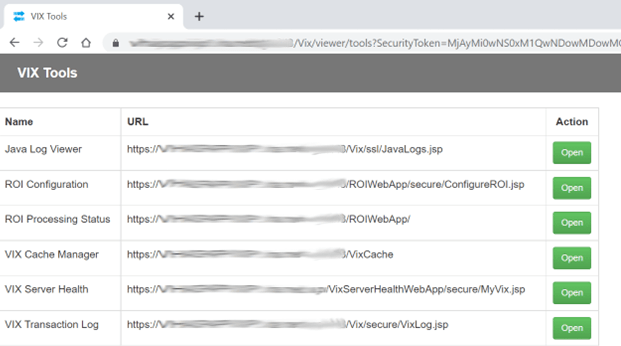 VIX Tools
/Vix/viewer/tools?SecurityToken=MjAyMi0wNS0xM1QwNDowMDowM
VIX Tools
Name URL Action
Java Log Viewer https:// /Vix/ssl/JavaLogs.jsp Open
ROI Configuration https:// /ROIWebApp/secure/ConfigureROI.jsp Open
ROI Processing Status https:// /ROIWebApp/ Open
VIX Cache Manager https:// /VixCache Open
VIX Server Health https:// /VixServerHealthWebApp/secure/MyVix.jsp Open
VIX Transaction Log https:// /Vix/secure/VixLog.jsp Open